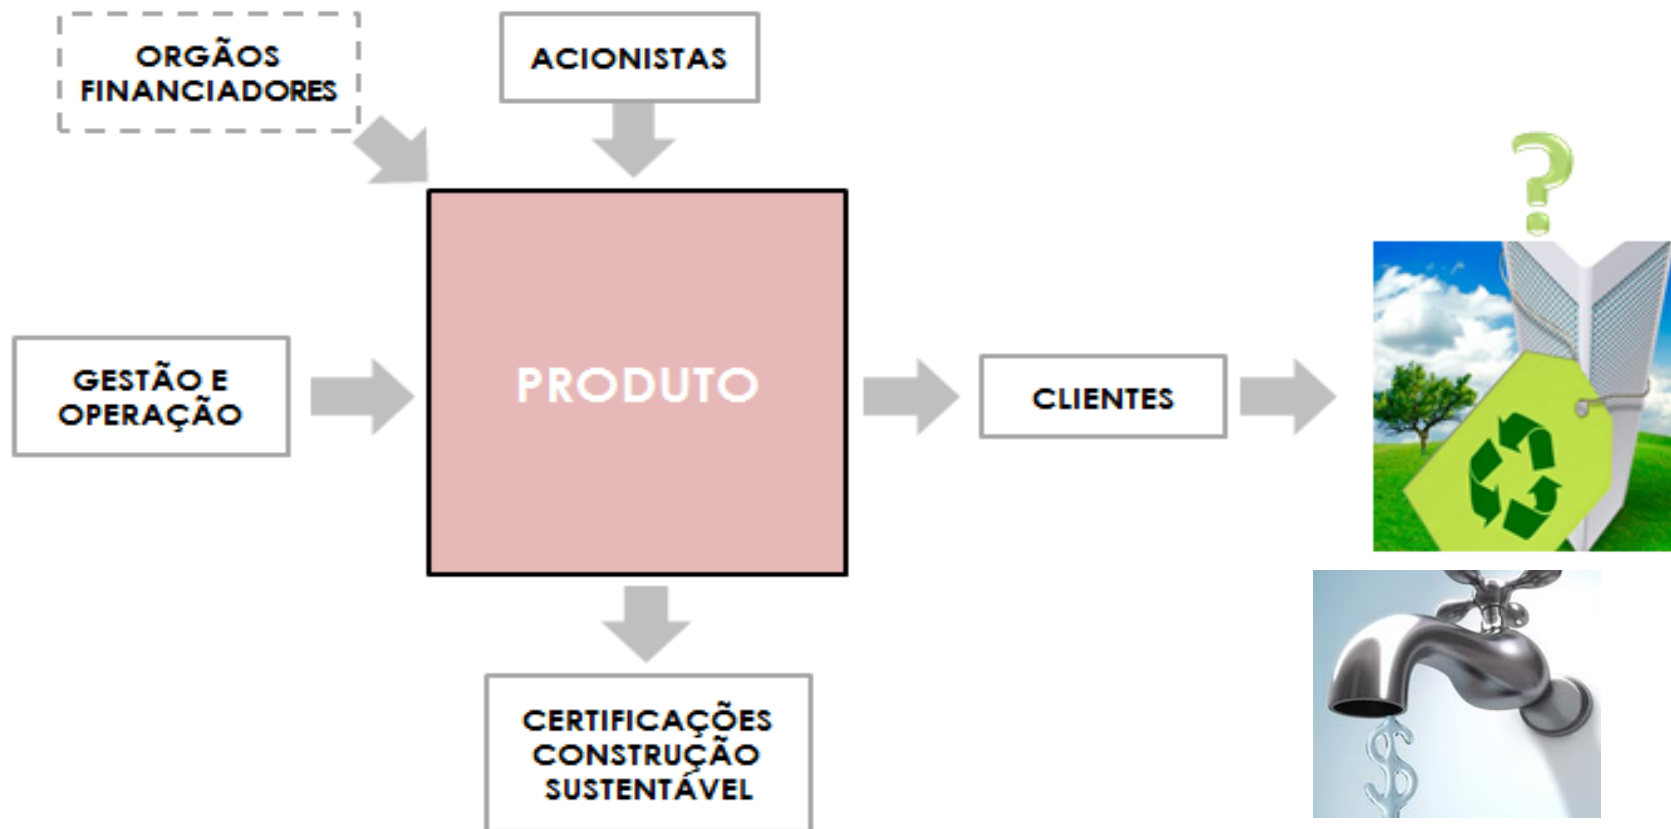 ORGÃOS
FINANCIADORES
ACIONISTAS
?
GESTÃO E
OPERAÇÃO
PRODUTO
CLIENTES
CERTIFICAÇÕES
CONSTRUÇÃO
SUSTENTÁVEL
$